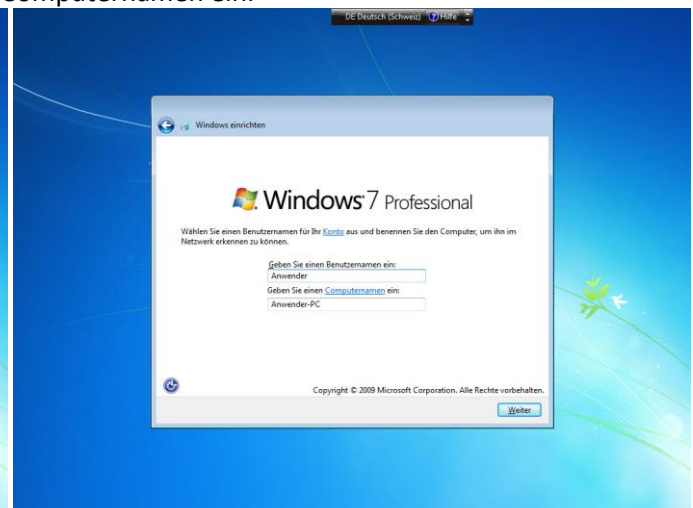 Computernamen ein.
DE Deutsch (Schweiz) Hilfe
Windows einrichten
Windows 7 Professional
Wählen Sie einen Benutzernamen für Ihr Konto aus und benennen Sie den Computer, um ihn im
Netzwerk erkennen zu können.
Geben Sie einen Benutzernamen ein:
Anwender
Geben Sie einen Computernamen ein:
Anwender-PC
Copyright © 2009 Microsoft Corporation. Alle Rechte vorbehalten.
Weiter